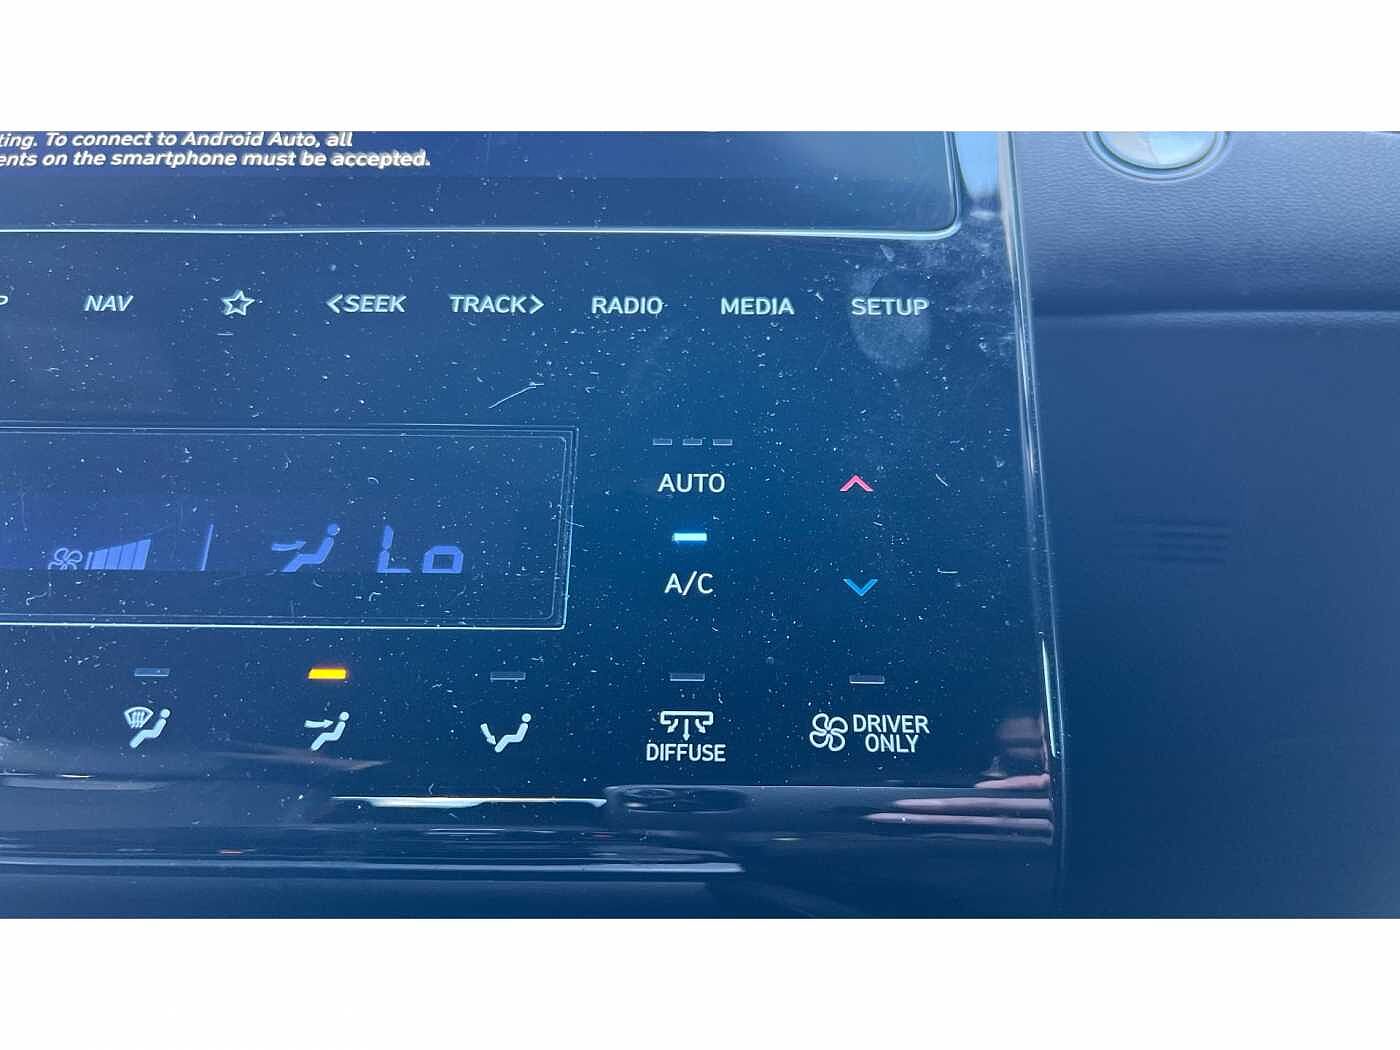 ting. To connect to Android Auto, all
ents on the smartphone must be accepted.
P NAV <SEEK TRACK> RADIO MEDIA SETUP
AUTO
Lo
A/C
DIFFUSE
DRIVER
ONLY